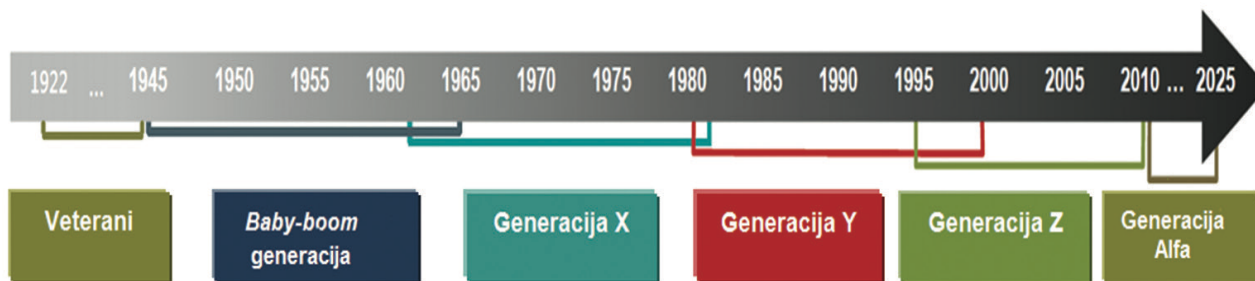 1922 ... 1945 1950 1955 1960 1965 1970 1975 1980 1985 1990 1995 2000 2005 2010 ... 2025
Veterani
Baby-boom
generacija
Generacija X
Generacija Y
Generacija Z
Generacija
Alfa